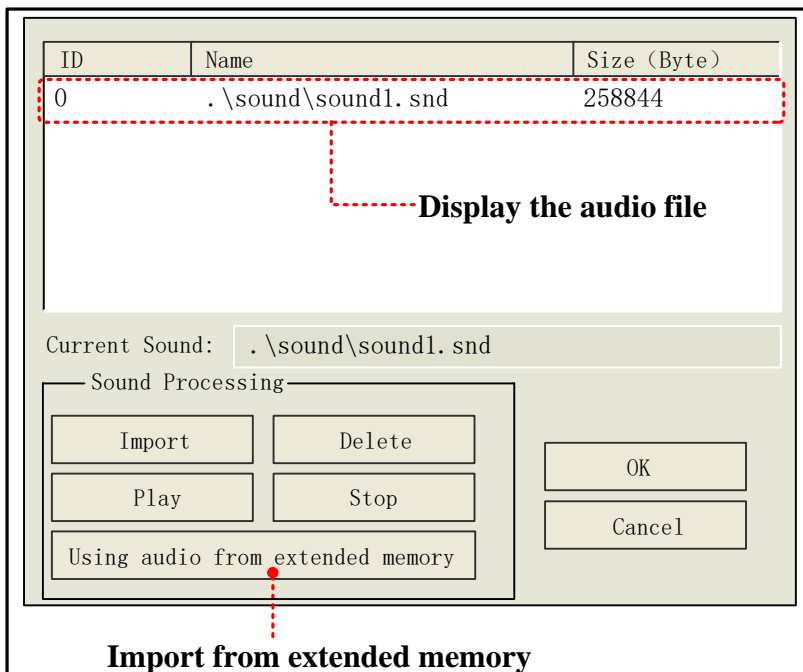 ID Name Size（Byte）
0 .\sound\sound1.snd 258844
Display the audio file
Current Sound: .\sound\sound1.snd
Sound Processing
Import Delete
OK
Play Stop
Cancel
Using audio from extended memory
Import from extended memory